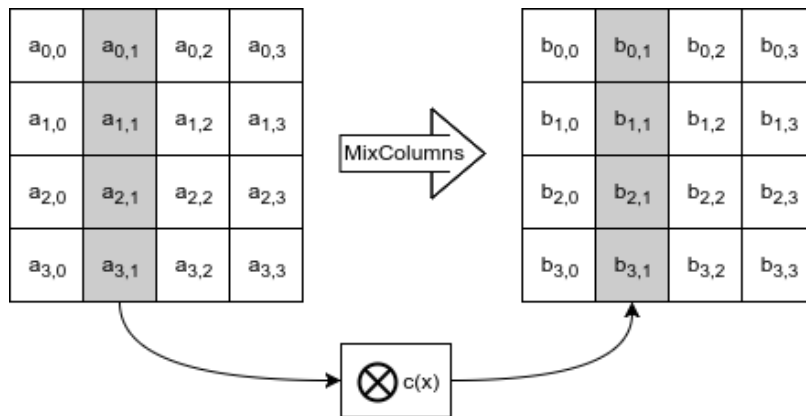 a0,0 a0,1 a0,2 a0,3 b0,0 b0,1 b0,2 b0,3
a1,0 a1,1 a1,2 a1,3 b1,0 b1,1 b1,2 b1,3
MixColumns
a2,0 a2,1 a2,2 a2,3 b2,0 b2,1 b2,2 b2,3
a3,0 a3,1 a3,2 a3,3 b3,0 b3,1 b3,2 b3,3
⊗ c(x)